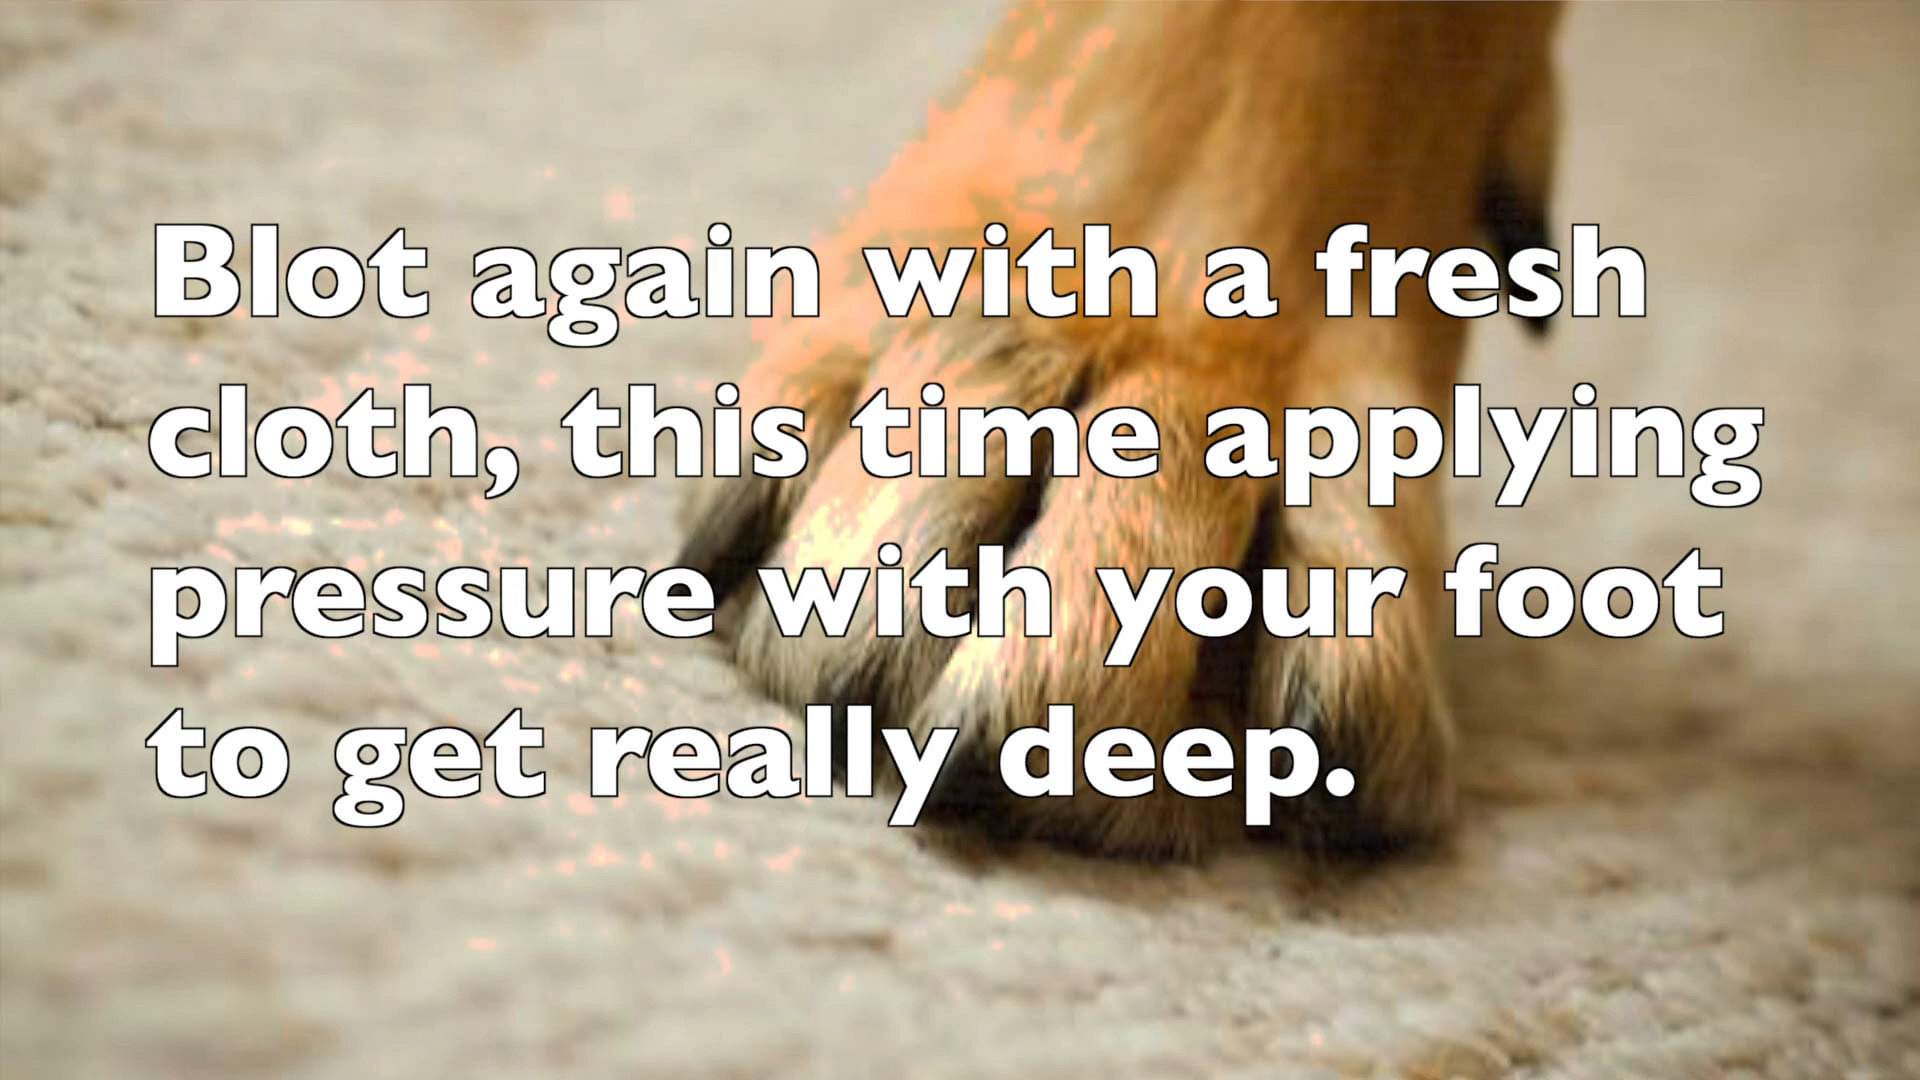 Blot again with a fresh
cloth, this time applying
pressure with your foot
to get really deep.